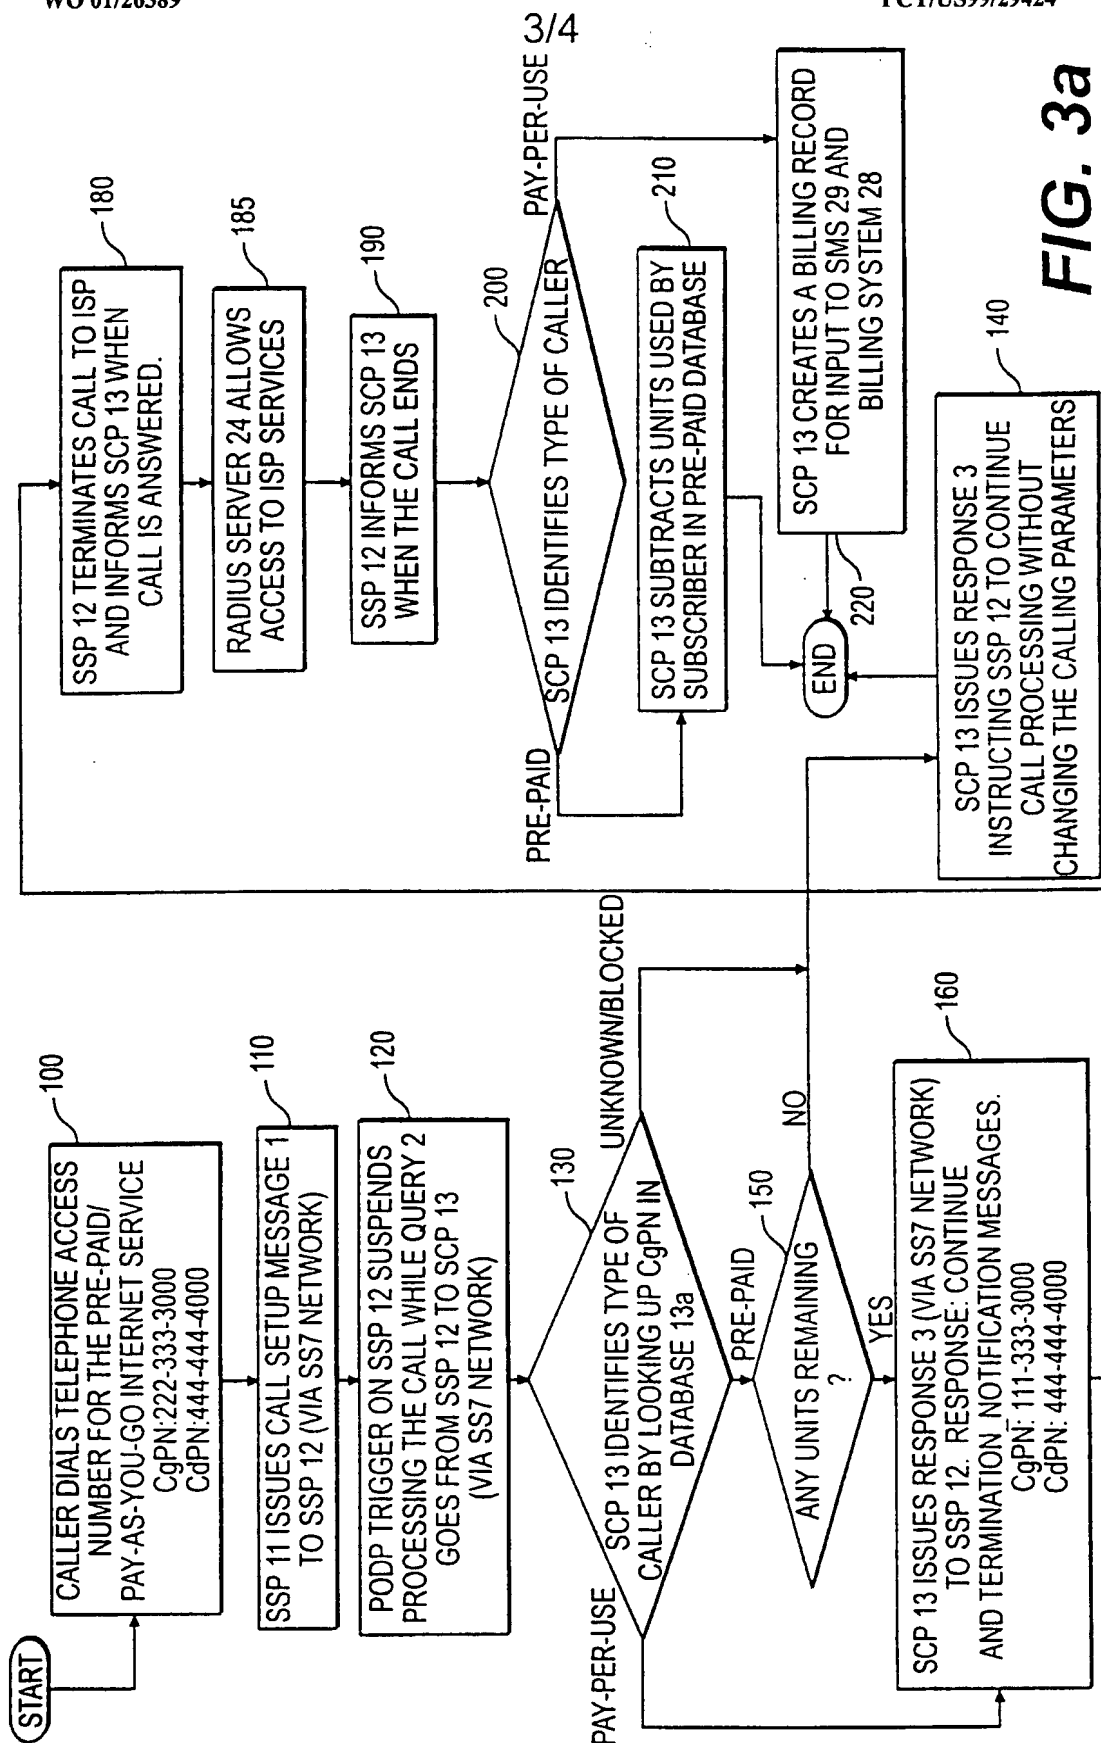 WO 01/26389
PCT/US99/29424
3/4
START
100
CALLER DIALS TELEPHONE ACCESS
NUMBER FOR THE PRE-PAID/
PAY-AS-YOU-GO INTERNET SERVICE
CgPN:222-333-3000
CdPN:444-444-4000
110
SSP 11 ISSUES CALL SETUP MESSAGE 1
TO SSP 12 (VIA SS7 NETWORK)
120
PODP TRIGGER ON SSP 12 SUSPENDS
PROCESSING THE CALL WHILE QUERY 2
GOES FROM SSP 12 TO SCP 13
(VIA SS7 NETWORK)
130
SCP 13 IDENTIFIES TYPE OF
CALLER BY LOOKING UP CgPN IN
DATABASE 13a
PAY-PER-USE
UNKNOWN/BLOCKED
PRE-PAID
150
ANY UNITS REMAINING
?
NO
YES
160
SCP 13 ISSUES RESPONSE 3 (VIA SS7 NETWORK)
TO SSP 12. RESPONSE: CONTINUE
AND TERMINATION_NOTIFICATION MESSAGES.
CgPN: 111-333-3000
CdPN: 444-444-4000
180
SSP 12 TERMINATES CALL TO ISP
AND INFORMS SCP 13 WHEN
CALL IS ANSWERED.
185
RADIUS SERVER 24 ALLOWS
ACCESS TO ISP SERVICES
190
SSP 12 INFORMS SCP 13
WHEN THE CALL ENDS
200
SCP 13 IDENTIFIES TYPE OF CALLER
PRE-PAID
PAY-PER-USE
210
SCP 13 SUBTRACTS UNITS USED BY
SUBSCRIBER IN PRE-PAID DATABASE
SCP 13 CREATES A BILLING RECORD
FOR INPUT TO SMS 29 AND
BILLING SYSTEM 28
220
END
140
SCP 13 ISSUES RESPONSE 3
INSTRUCTING SSP 12 TO CONTINUE
CALL PROCESSING WITHOUT
CHANGING THE CALLING PARAMETERS
FIG. 3a